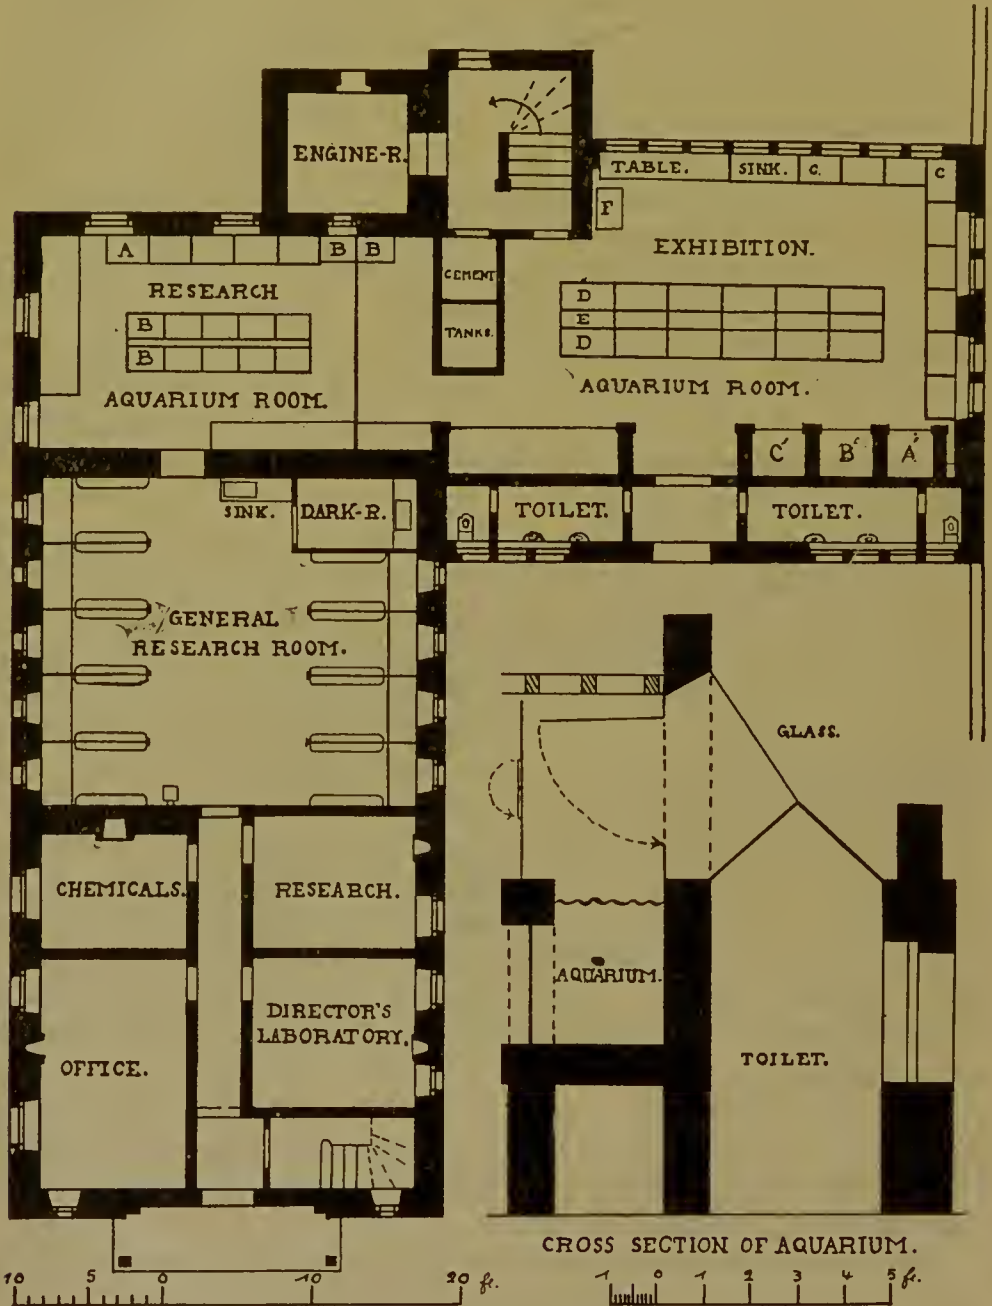 ENGINE-R.
TABLE. SINK. C. C
F
A B B
CEMENT
TANKS.
EXHIBITION.
RESEARCH
D
E
D
B
B
AQUARIUM ROOM.
AQUARIUM ROOM.
C´ B´ A´
SINK. DARK-R.
TOILET. TOILET.
GENERAL
RESEARCH ROOM.
GLASS.
CHEMICALS. RESEARCH.
AQUARIUM.
DIRECTOR'S
LABORATORY.
OFFICE.
TOILET.
CROSS SECTION OF AQUARIUM.
10 5 0 10 20 ft.
1 0 1 2 3 4 5 ft.